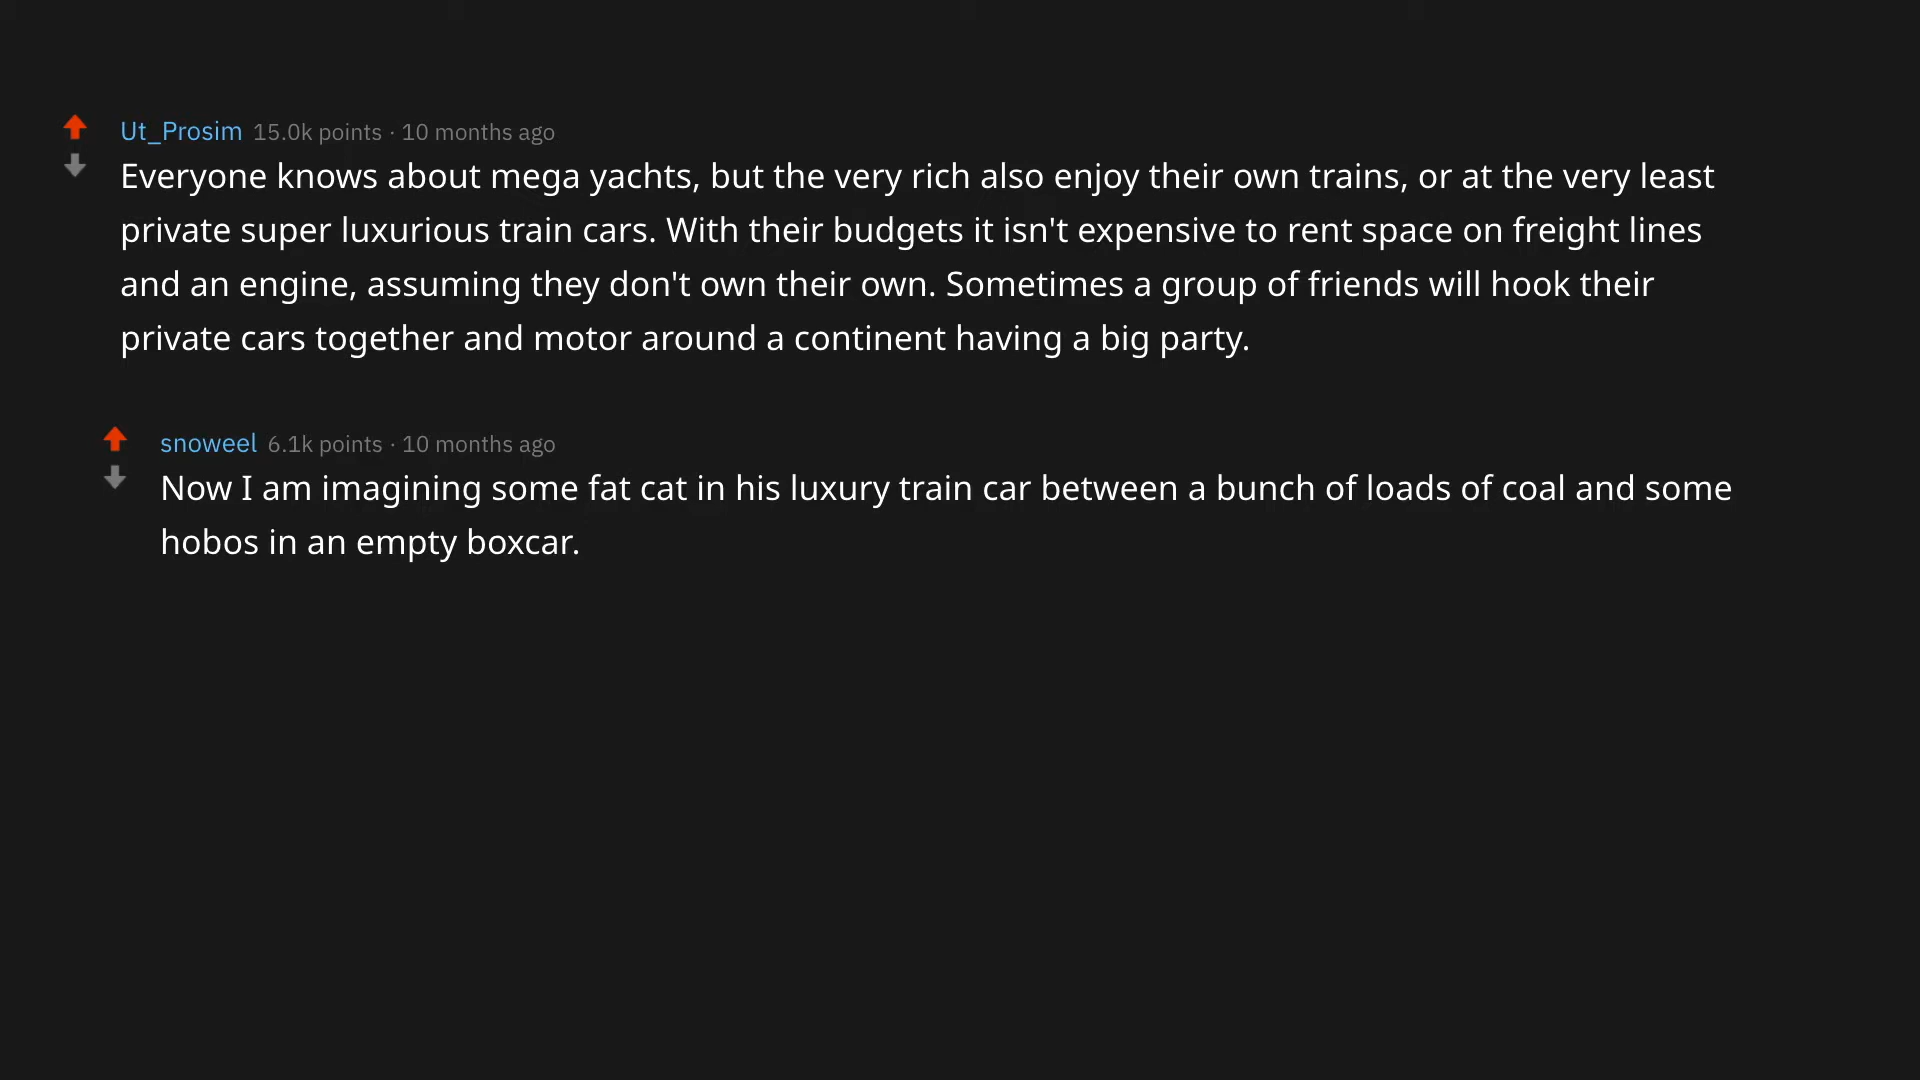 Ut_Prosim 15.0k points · 10 months ago
Everyone knows about mega yachts, but the very rich also enjoy their own trains, or at the very least
private super luxurious train cars. With their budgets it isn't expensive to rent space on freight lines
and an engine, assuming they don't own their own. Sometimes a group of friends will hook their
private cars together and motor around a continent having a big party.
snoweel 6.1k points · 10 months ago
Now I am imagining some fat cat in his luxury train car between a bunch of loads of coal and some
hobos in an empty boxcar.